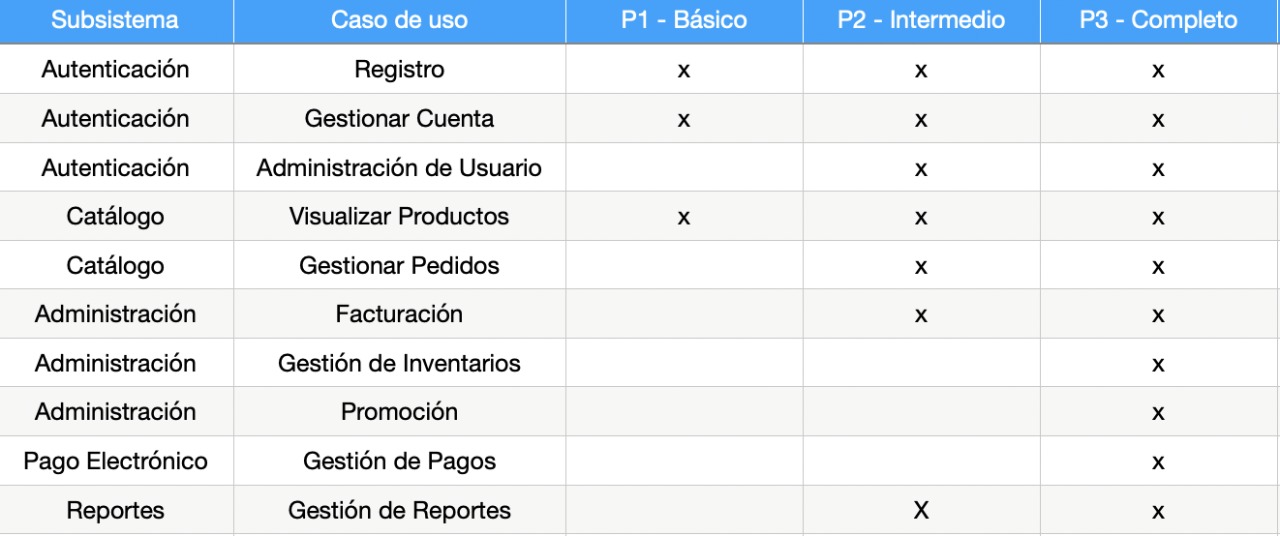 Subsistema Caso de uso P1 - Básico P2 - Intermedio P3 - Completo
Autenticación Registro x x x
Autenticación Gestionar Cuenta x x x
Autenticación Administración de Usuario x x
Catálogo Visualizar Productos x x x
Catálogo Gestionar Pedidos x x
Administración Facturación x x
Administración Gestión de Inventarios x
Administración Promoción x
Pago Electrónico Gestión de Pagos x
Reportes Gestión de Reportes X x